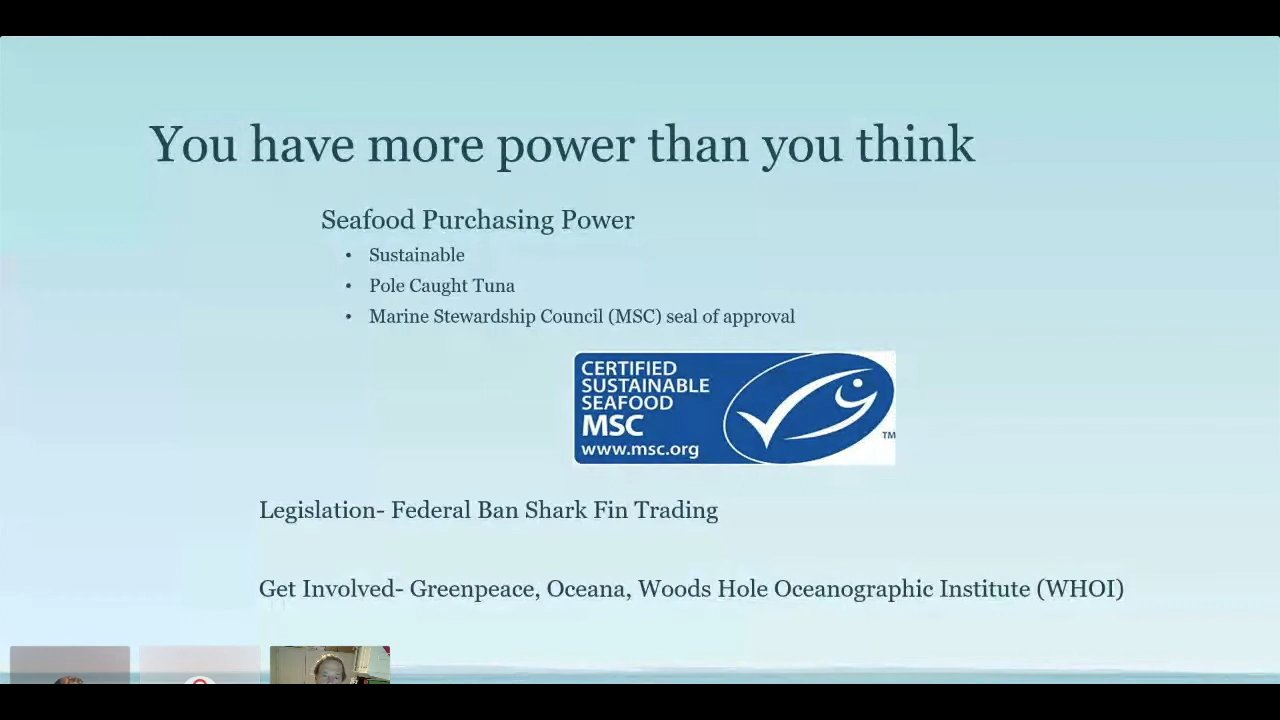 You have more power than you think
Seafood Purchasing Power
• Sustainable
• Pole Caught Tuna
• Marine Stewardship Council (MSC) seal of approval
CERTIFIED
SUSTAINABLE
SEAFOOD
MSC
www.msc.org
TM
Legislation- Federal Ban Shark Fin Trading
Get Involved- Greenpeace, Oceana, Woods Hole Oceanographic Institute (WHOI)